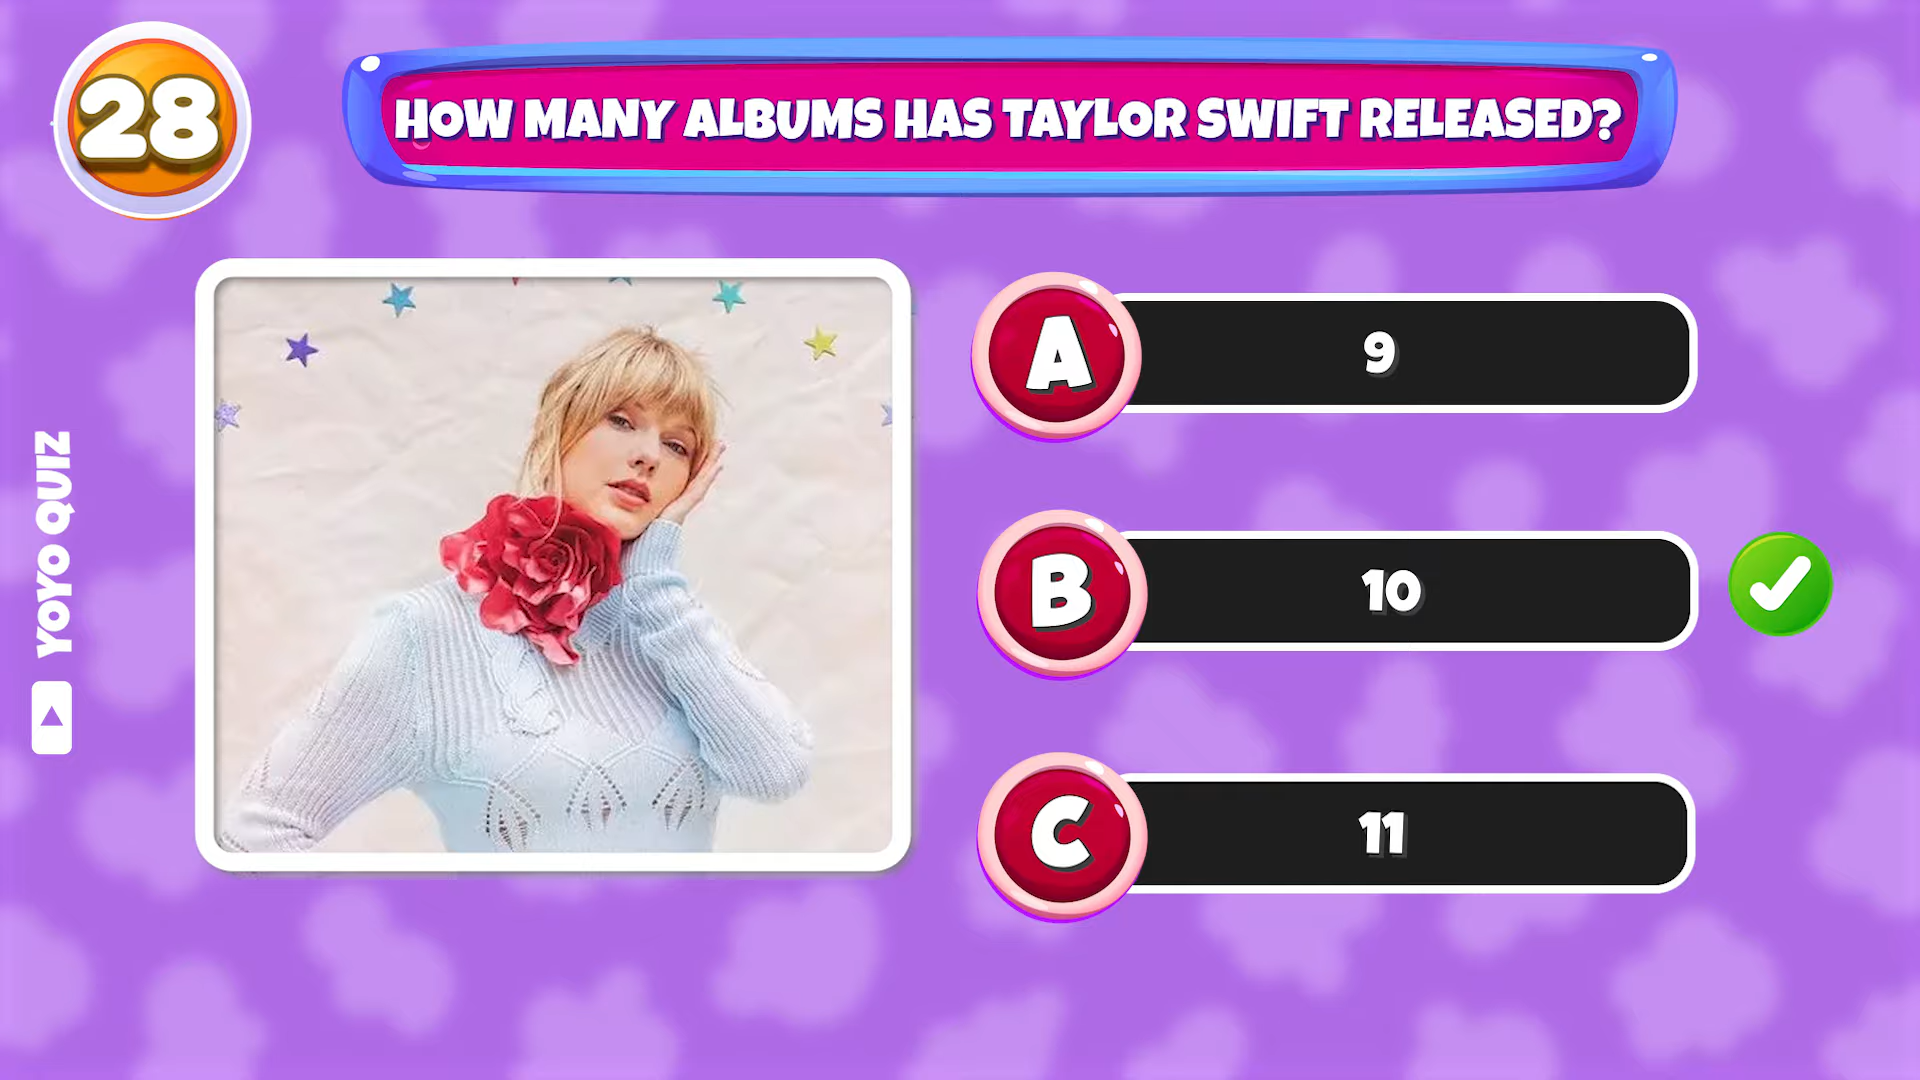 28
HOW MANY ALBUMS HAS TAYLOR SWIFT RELEASED?
YOYO QUIZ
A 9
B 10
C 11